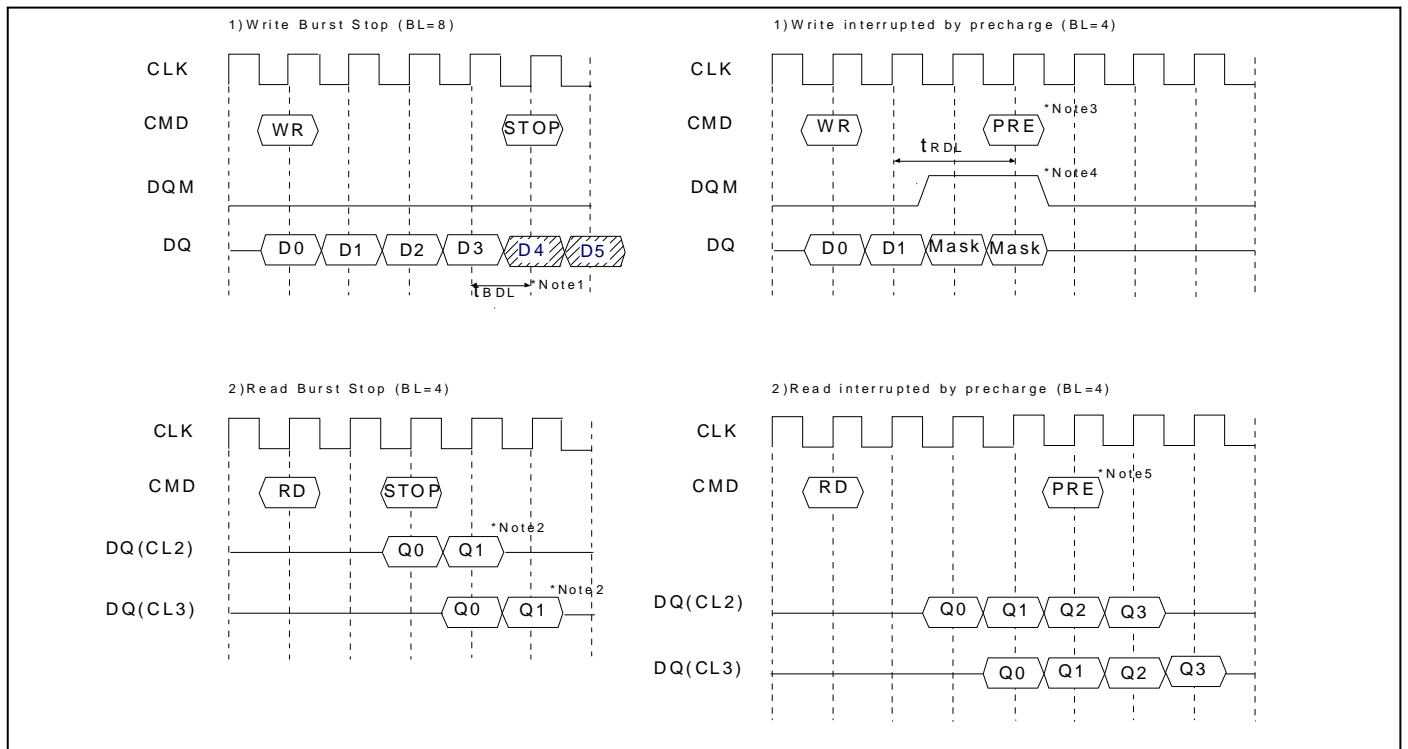 1)Write Burst Stop (BL=8)
CLK
CMD
WR
STOP
DQM
DQ
D0
D1
D2
D3
D4
D5
tBDL
*Note1
1)Write interrupted by precharge (BL=4)
CLK
CMD
WR
PRE
*Note3
tRDL
DQM
*Note4
DQ
D0
D1
Mask
Mask
2)Read Burst Stop (BL=4)
CLK
CMD
RD
STOP
DQ(CL2)
Q0
Q1
*Note2
DQ(CL3)
Q0
Q1
*Note2
2)Read interrupted by precharge (BL=4)
CLK
CMD
RD
PRE
*Note5
DQ(CL2)
Q0
Q1
Q2
Q3
DQ(CL3)
Q0
Q1
Q2
Q3